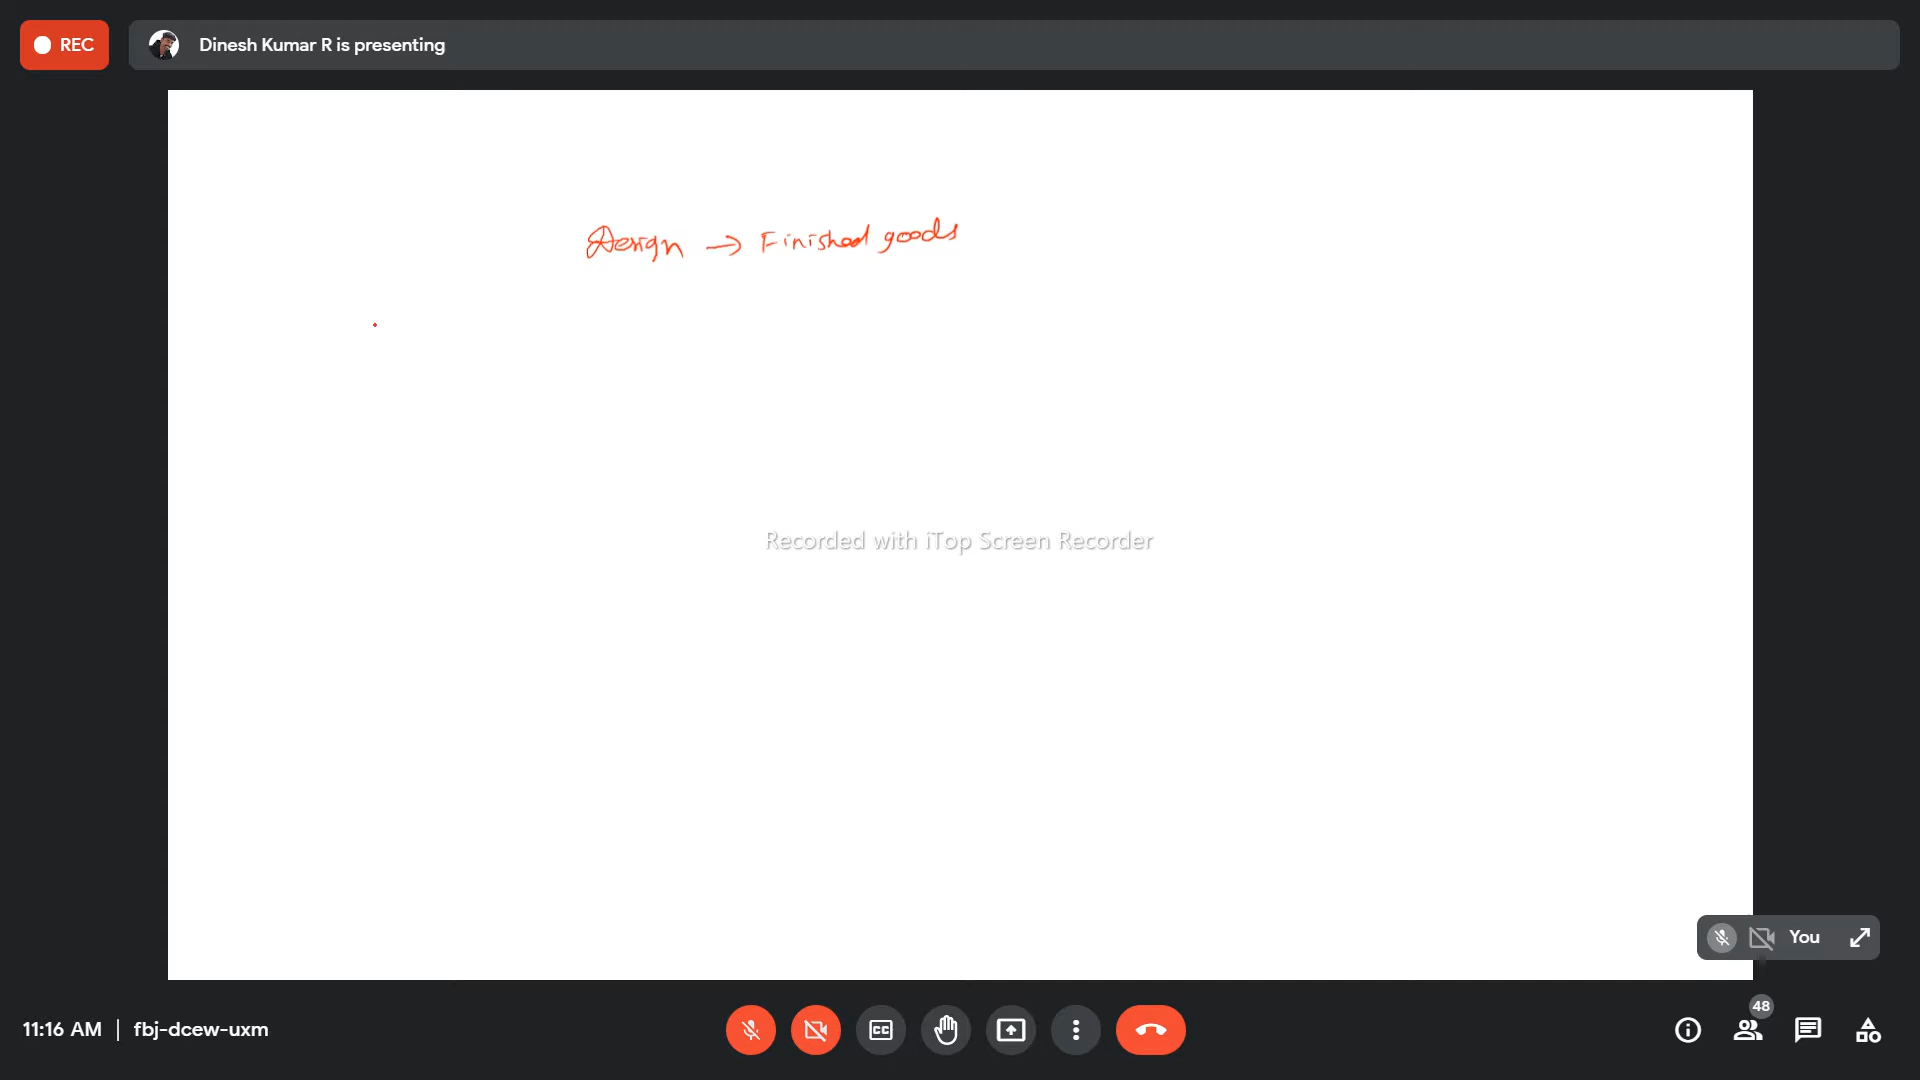 REC
Dinesh Kumar R is presenting
Design → Finished goods
Recorded with iTop Screen Recorder
You
48
11:16 AM | fbj-dcew-uxm
CC